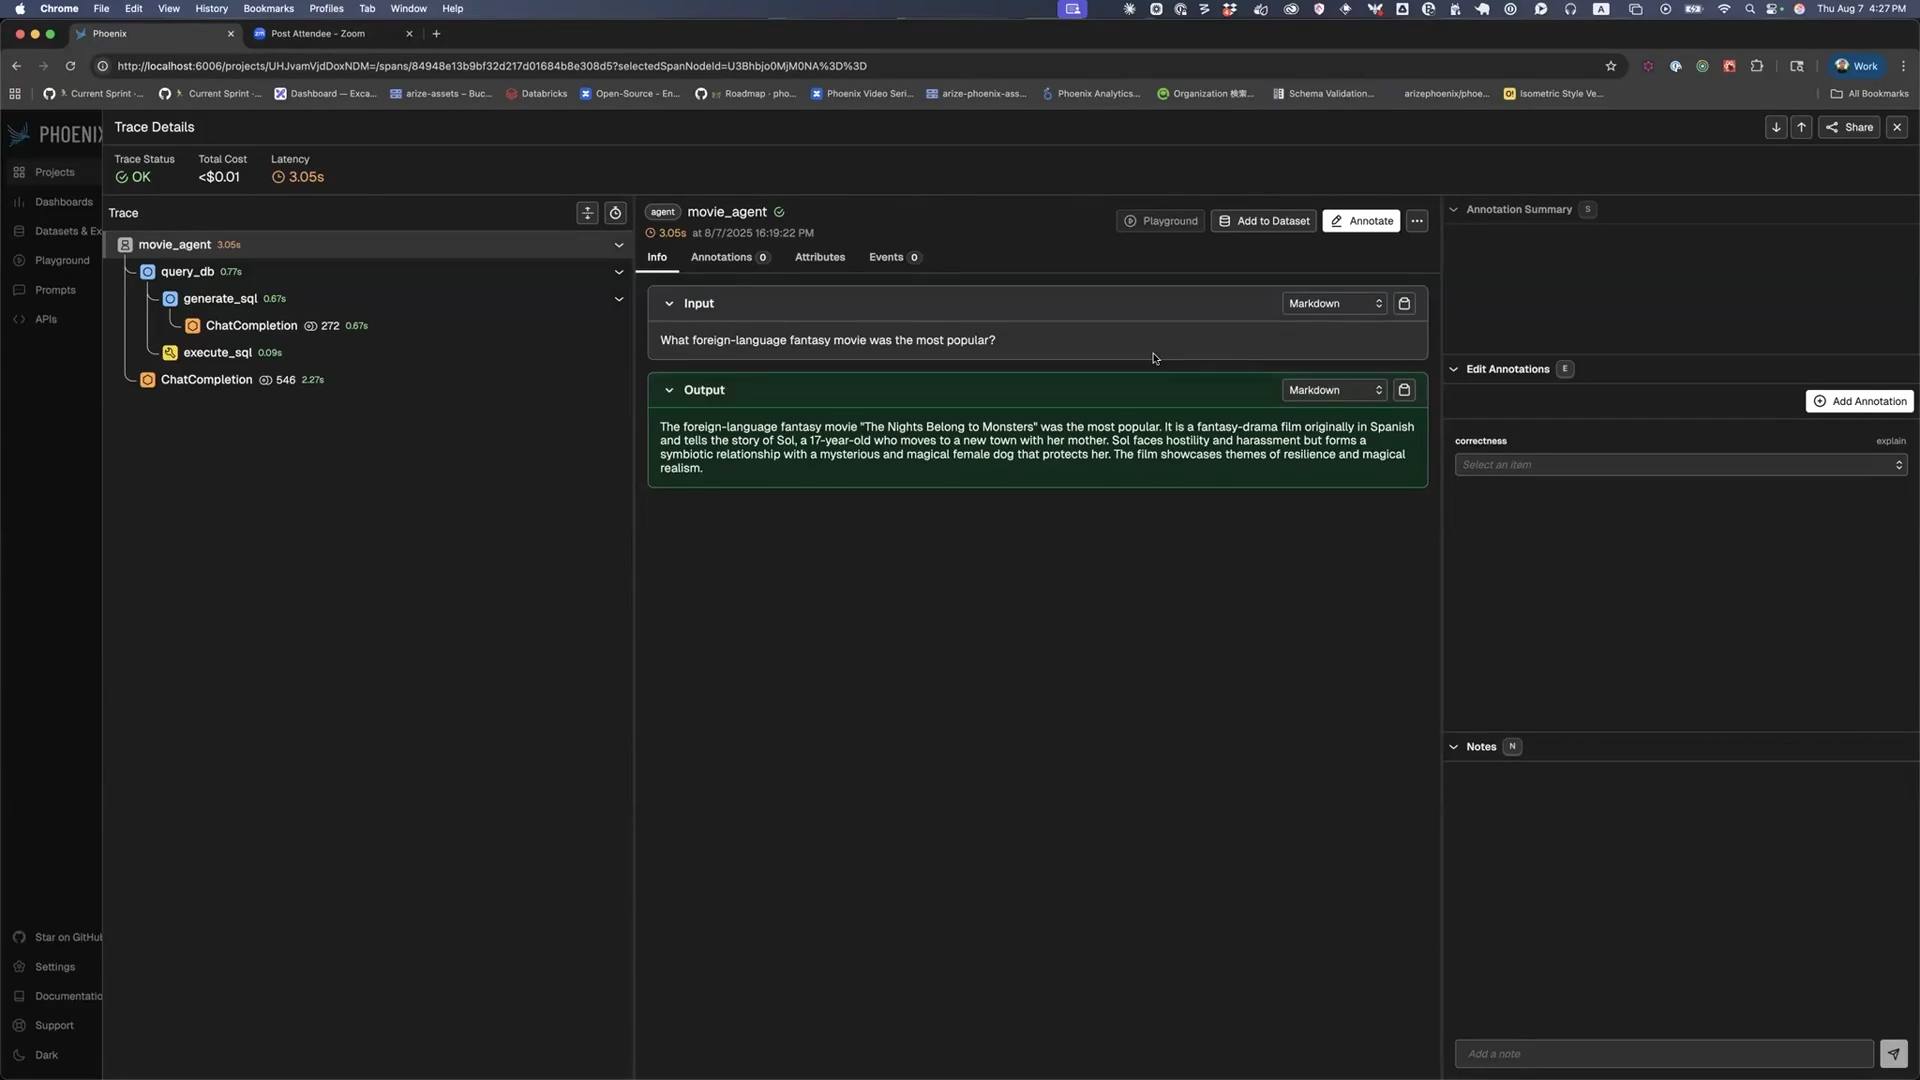 Chrome File Edit View History Bookmarks Profiles Tab Window Help Thu Aug 7 4:27 PM
Phoenix Post Attendee - Zoom
http://localhost:6006/projects/UHJvamVjdDoxNDM=/spans/84948e13b9bf32d217d01684b8e308d5?selectedSpanNodeId=U3Bhbjo0MjM0NA%3D%3D Work
Current Sprint ·... Current Sprint ·... Dashboard — Exca... arize-assets – Buc... Databricks Open-Source - En... Roadmap · pho... Phoenix Video Seri... arize-phoenix-ass... Phoenix Analytics... Organization 検索... Schema Validation... arizephoenix/phoe... Isometric Style Ve... All Bookmarks
PHOENIX
Projects
Dashboards
Datasets & Ex
Playground
Prompts
APIs
Star on GitHub
Settings
Documentatio
Support
Dark
Trace Details
Share
Trace Status Total Cost Latency
OK <$0.01 3.05s
Trace
movie_agent 3.05s
query_db 0.77s
generate_sql 0.67s
ChatCompletion 272 0.67s
execute_sql 0.09s
ChatCompletion 546 2.27s
agent movie_agent
3.05s at 8/7/2025 16:19:22 PM
Playground Add to Dataset Annotate
Info Annotations 0 Attributes Events 0
Input Markdown
What foreign-language fantasy movie was the most popular?
Output Markdown
The foreign-language fantasy movie "The Nights Belong to Monsters" was the most popular. It is a fantasy-drama film originally in Spanish
and tells the story of Sol, a 17-year-old who moves to a new town with her mother. Sol faces hostility and harassment but forms a
symbiotic relationship with a mysterious and magical female dog that protects her. The film showcases themes of resilience and magical
realism.
Annotation Summary S
Edit Annotations E
Add Annotation
correctness explain
Select an item
Notes N
Add a note